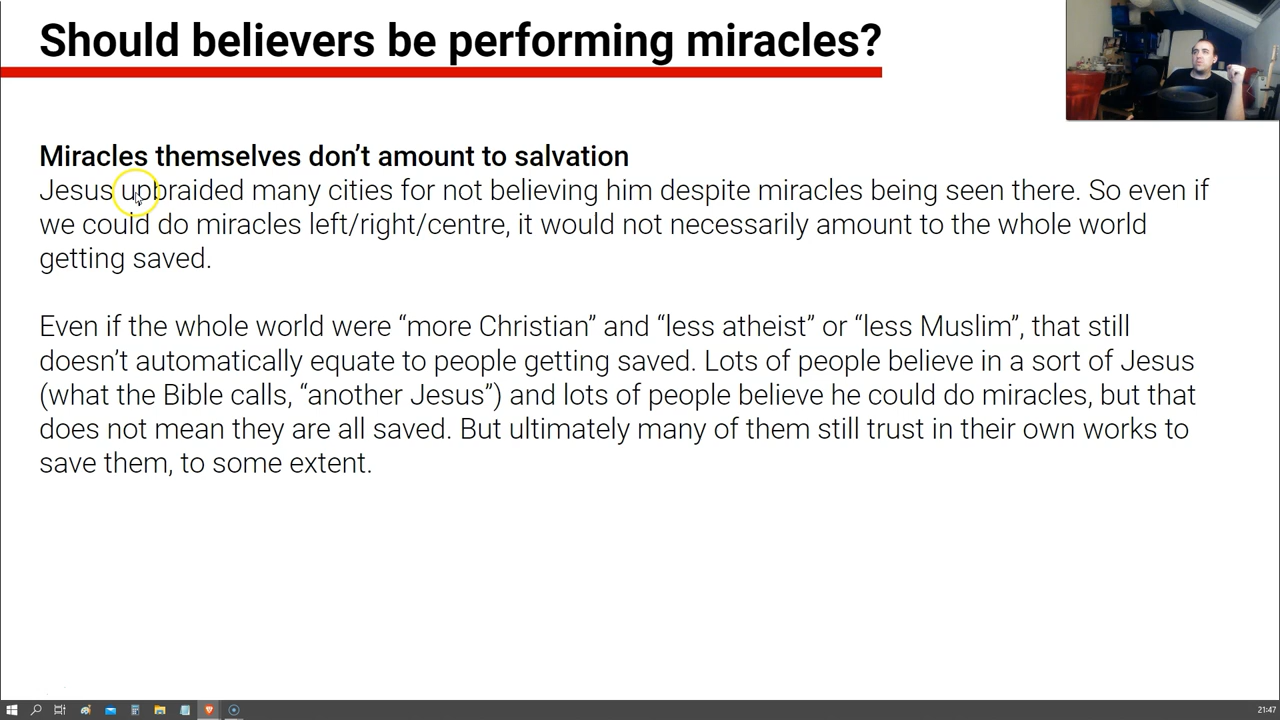 Should believers be performing miracles?
Miracles themselves don’t amount to salvation
Jesus upbraided many cities for not believing him despite miracles being seen there. So even if
we could do miracles left/right/centre, it would not necessarily amount to the whole world
getting saved.
Even if the whole world were “more Christian” and “less atheist” or “less Muslim”, that still
doesn’t automatically equate to people getting saved. Lots of people believe in a sort of Jesus
(what the Bible calls, “another Jesus”) and lots of people believe he could do miracles, but that
does not mean they are all saved. But ultimately many of them still trust in their own works to
save them, to some extent.
21:47